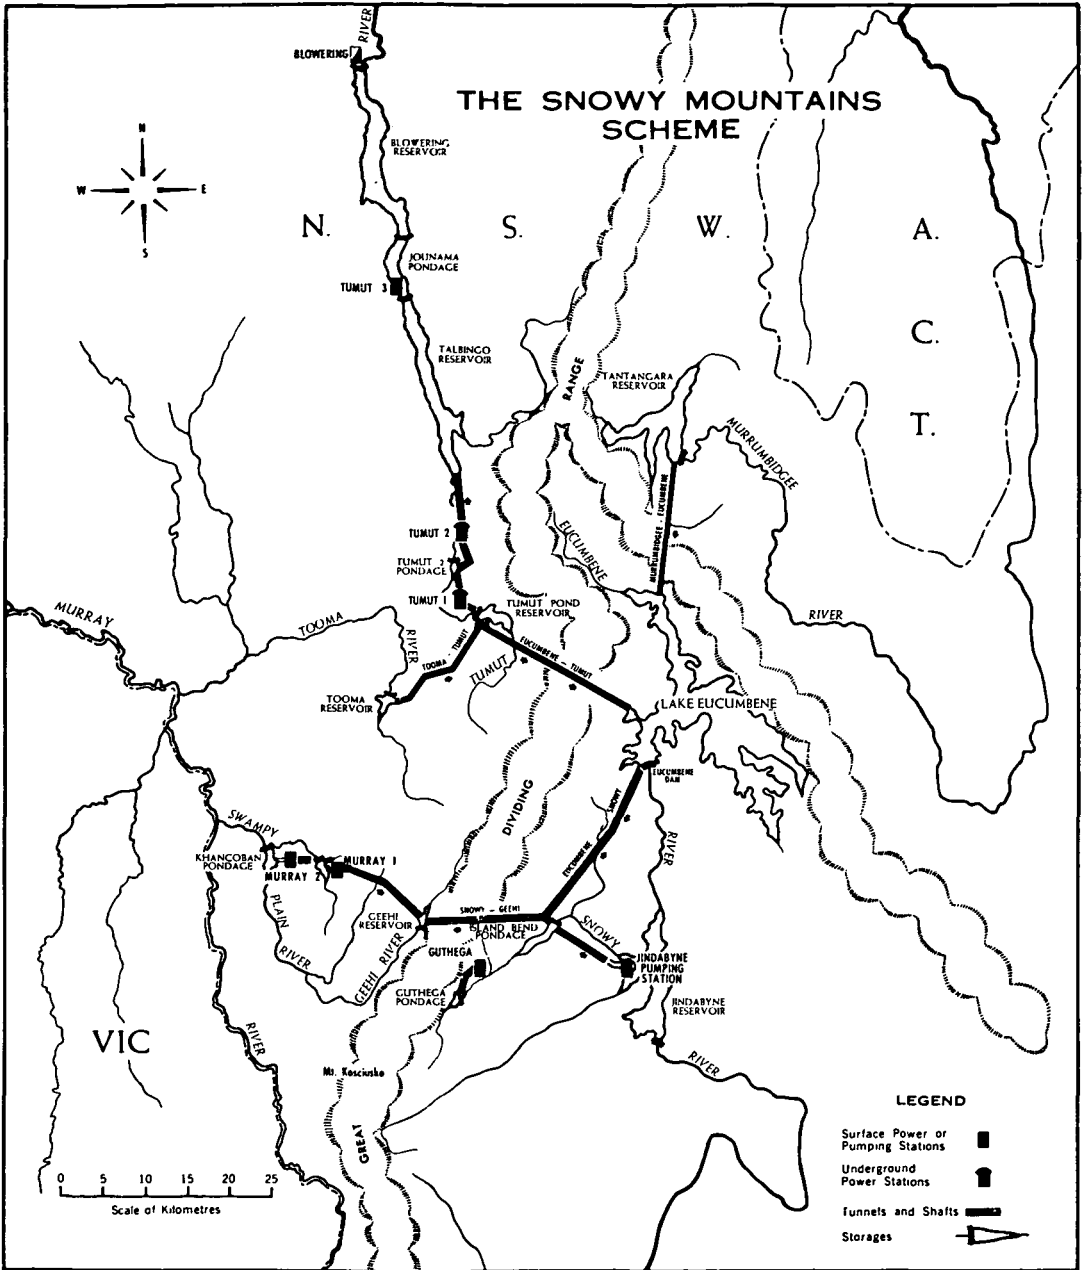 RIVER
BLOWERING
THE SNOWY MOUNTAINS
SCHEME
N
W E
S
BLOWERING
RESERVOIR
N. S. W. A.
C.
T.
JOUNAMA
PONDAGE
TUMUT 3
TALBINGO
RESERVOIR
RANGE
TANTANGARA
RESERVOIR
MURRUMBIDGEE
MURRUMBIDGEE - EUCUMBENE
EUCUMBENE
TUMUT 2
TUMUT 2
PONDAGE
TUMUT 1
TUMUT POND
RESERVOIR
MURRAY
TOOMA
RIVER
RIVER
TOOMA - TUMUT
TUMUT
EUCUMBENE - TUMUT
TOOMA
RESERVOIR
LAKE EUCUMBENE
EUCUMBENE
DAM
DIVIDING
EUCUMBENE SNOWY
RIVER
SWAMPY
KHANCOBAN
PONDAGE
MURRAY 1
MURRAY 2
PLAIN
RIVER
GEEHI
RESERVOIR
GEEHI RIVER
SNOWY - GEEHI
ISLAND BEND
PONDAGE
SNOWY
GUTHEGA
GUTHEGA
PONDAGE
JINDABYNE
PUMPING
STATION
JINDABYNE
RESERVOIR
RIVER
VIC
RIVER
Mt. Kosciusko
GREAT
LEGEND
Surface Power or
Pumping Stations
Underground
Power Stations
Tunnels and Shafts
Storages
0 5 10 15 20 25
Scale of Kilometres